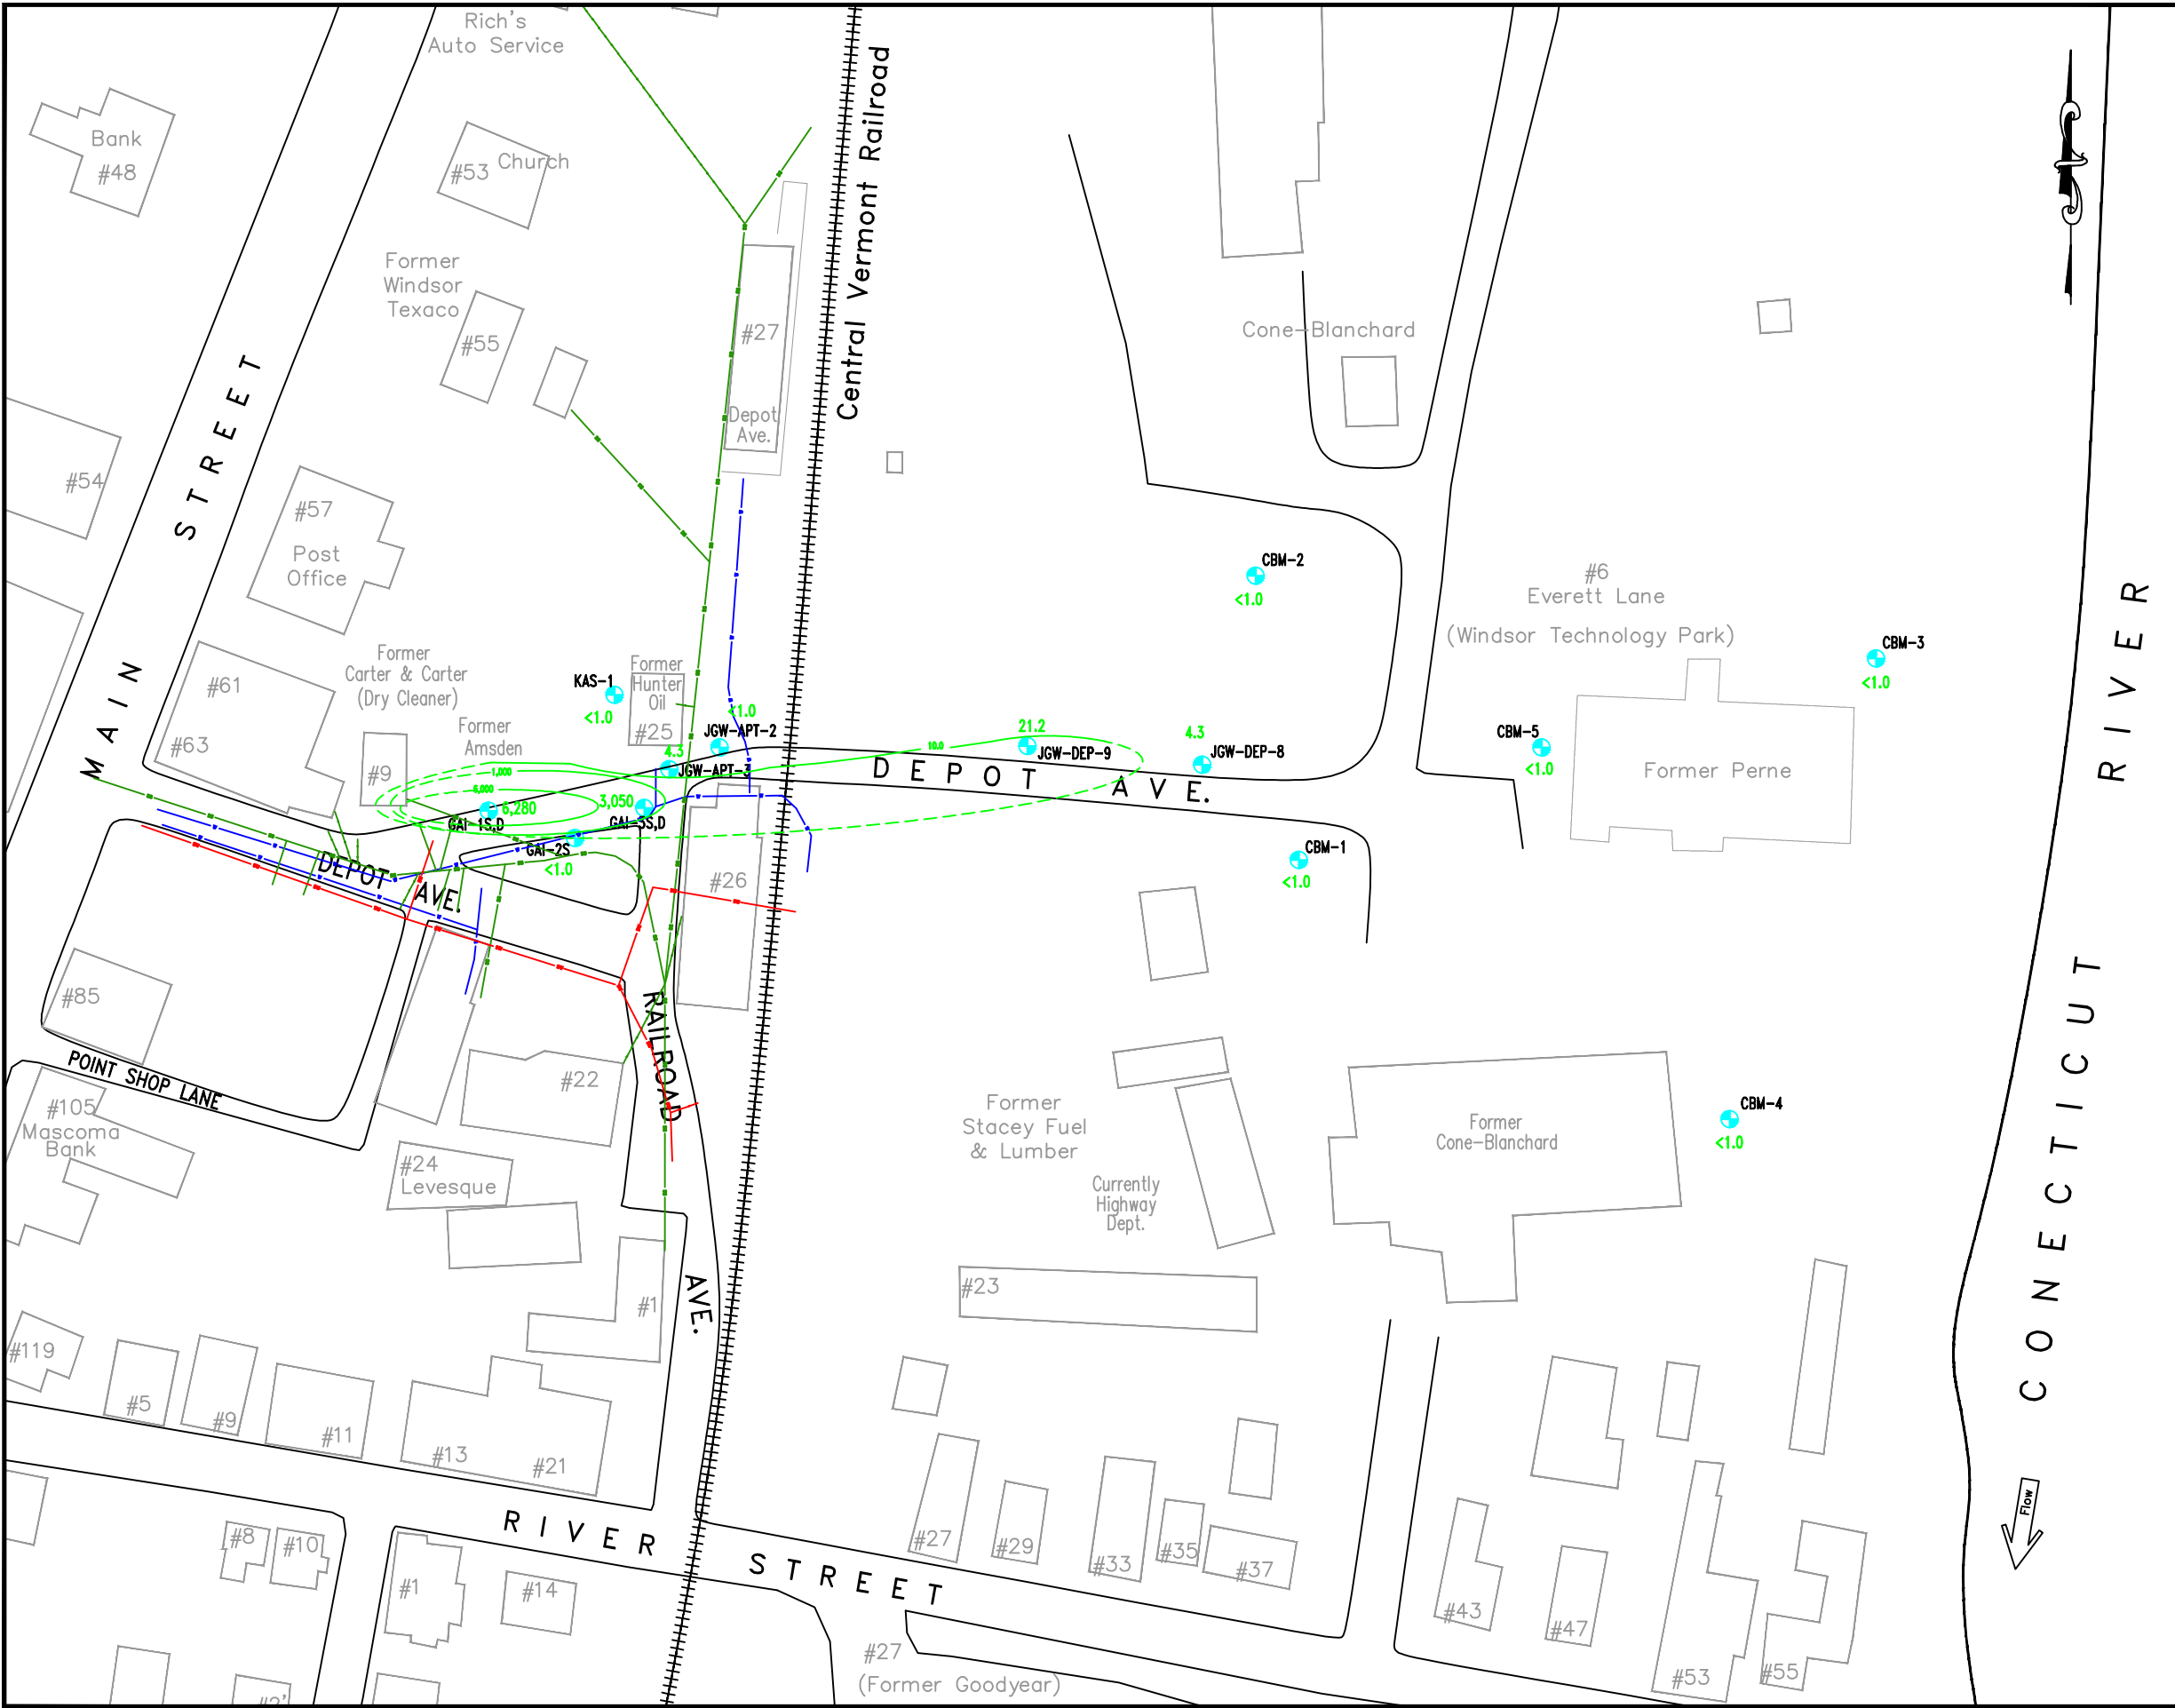 Rich's
Auto Service
Bank
#48
#53
Church
Central Vermont Railroad
Former
Windsor
Texaco
#55
#27
Depot
Ave.
Cone-Blanchard
MAIN STREET
#54
#57
Post
Office
#61
#63
Former
Carter & Carter
(Dry Cleaner)
Former
Amsden
#9
KAS-1
<1.0
Former
Hunter
Oil
#25
<1.0
JGW-APT-2
4.3
JGW-APT-3
1,000
6,000
6,280
GAI-1S,D
3,050
GAI-3S,D
GAI-2S
<1.0
10.0
21.2
JGW-DEP-9
4.3
JGW-DEP-8
DEPOT AVE.
CBM-2
<1.0
#6
Everett Lane
(Windsor Technology Park)
CBM-3
<1.0
CBM-5
<1.0
Former Perne
CBM-1
<1.0
DEPOT AVE.
#26
#85
POINT SHOP LANE
#105
Mascoma
Bank
#22
#24
Levesque
RAILROAD AVE.
#1
Former
Stacey Fuel
& Lumber
Currently
Highway
Dept.
#23
Former
Cone-Blanchard
CBM-4
<1.0
CONECTICUT RIVER
Flow
#119
#5
#9
#11
#13
#21
RIVER STREET
#8
#10
#1
#14
#27
#29
#33
#35
#37
#43
#47
#53
#55
#27
(Former Goodyear)